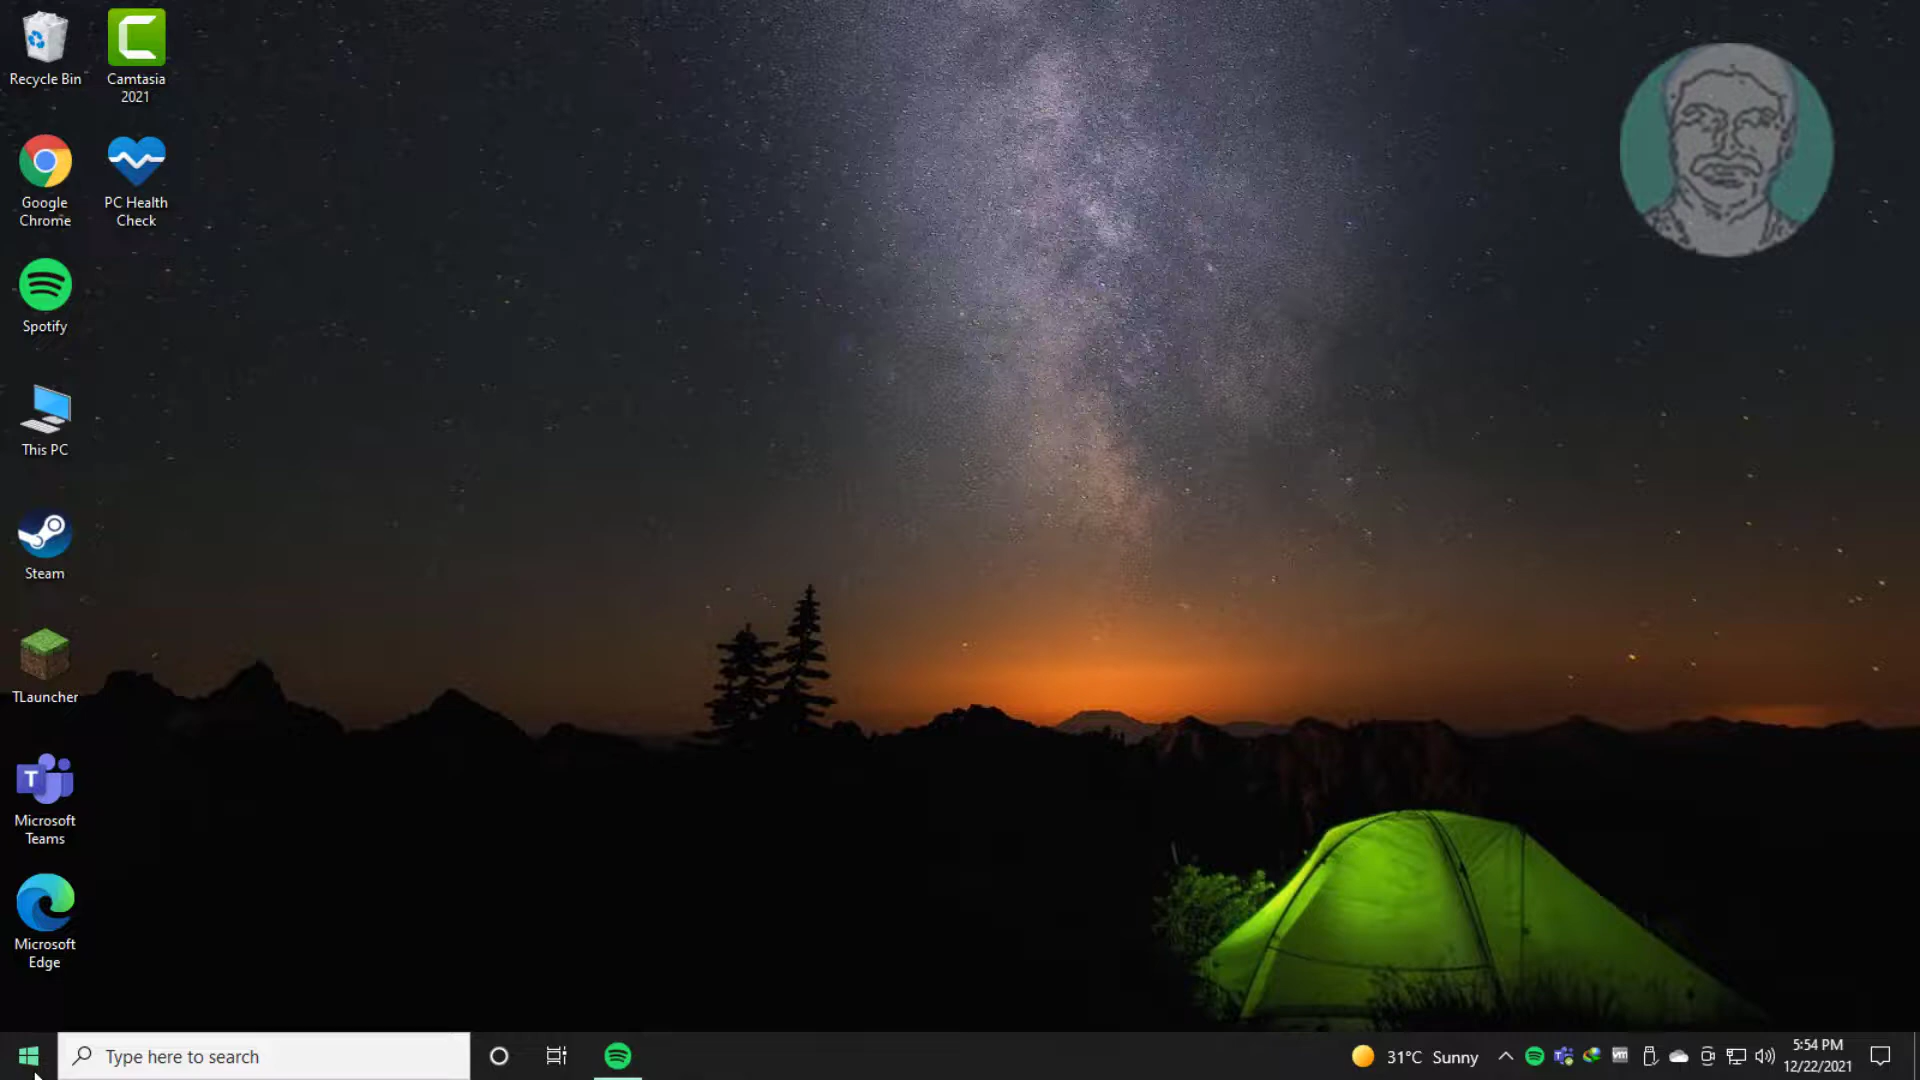 Recycle Bin
Camtasia
2021
Google
Chrome
PC Health
Check
Spotify
This PC
Steam
TLauncher
T
Microsoft
Teams
Microsoft
Edge
Type here to search
31°C Sunny
vm
5:54 PM
12/22/2021